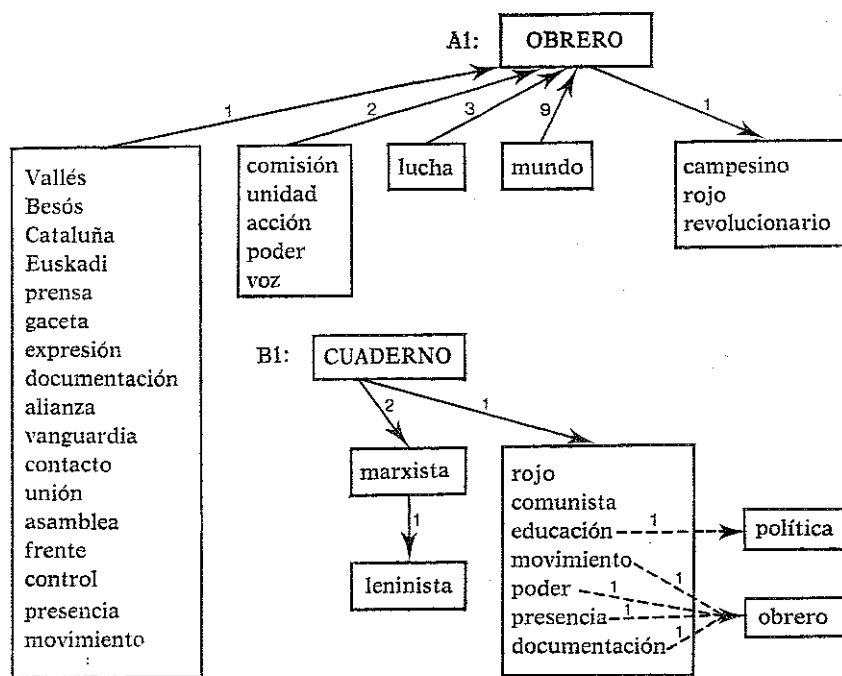 A1: OBRERO
1
2
3
9
1
Vallés
Besós
Cataluña
Euskadi
prensa
gaceta
expresión
documentación
alianza
vanguardia
contacto
unión
asamblea
frente
control
presencia
movimiento
:
comisión
unidad
acción
poder
voz
lucha
mundo
campesino
rojo
revolucionario
B1: CUADERNO
2
1
marxista
1
leninista
rojo
comunista
educación
movimiento
poder
presencia
documentación
1
1
1
1
1
política
obrero